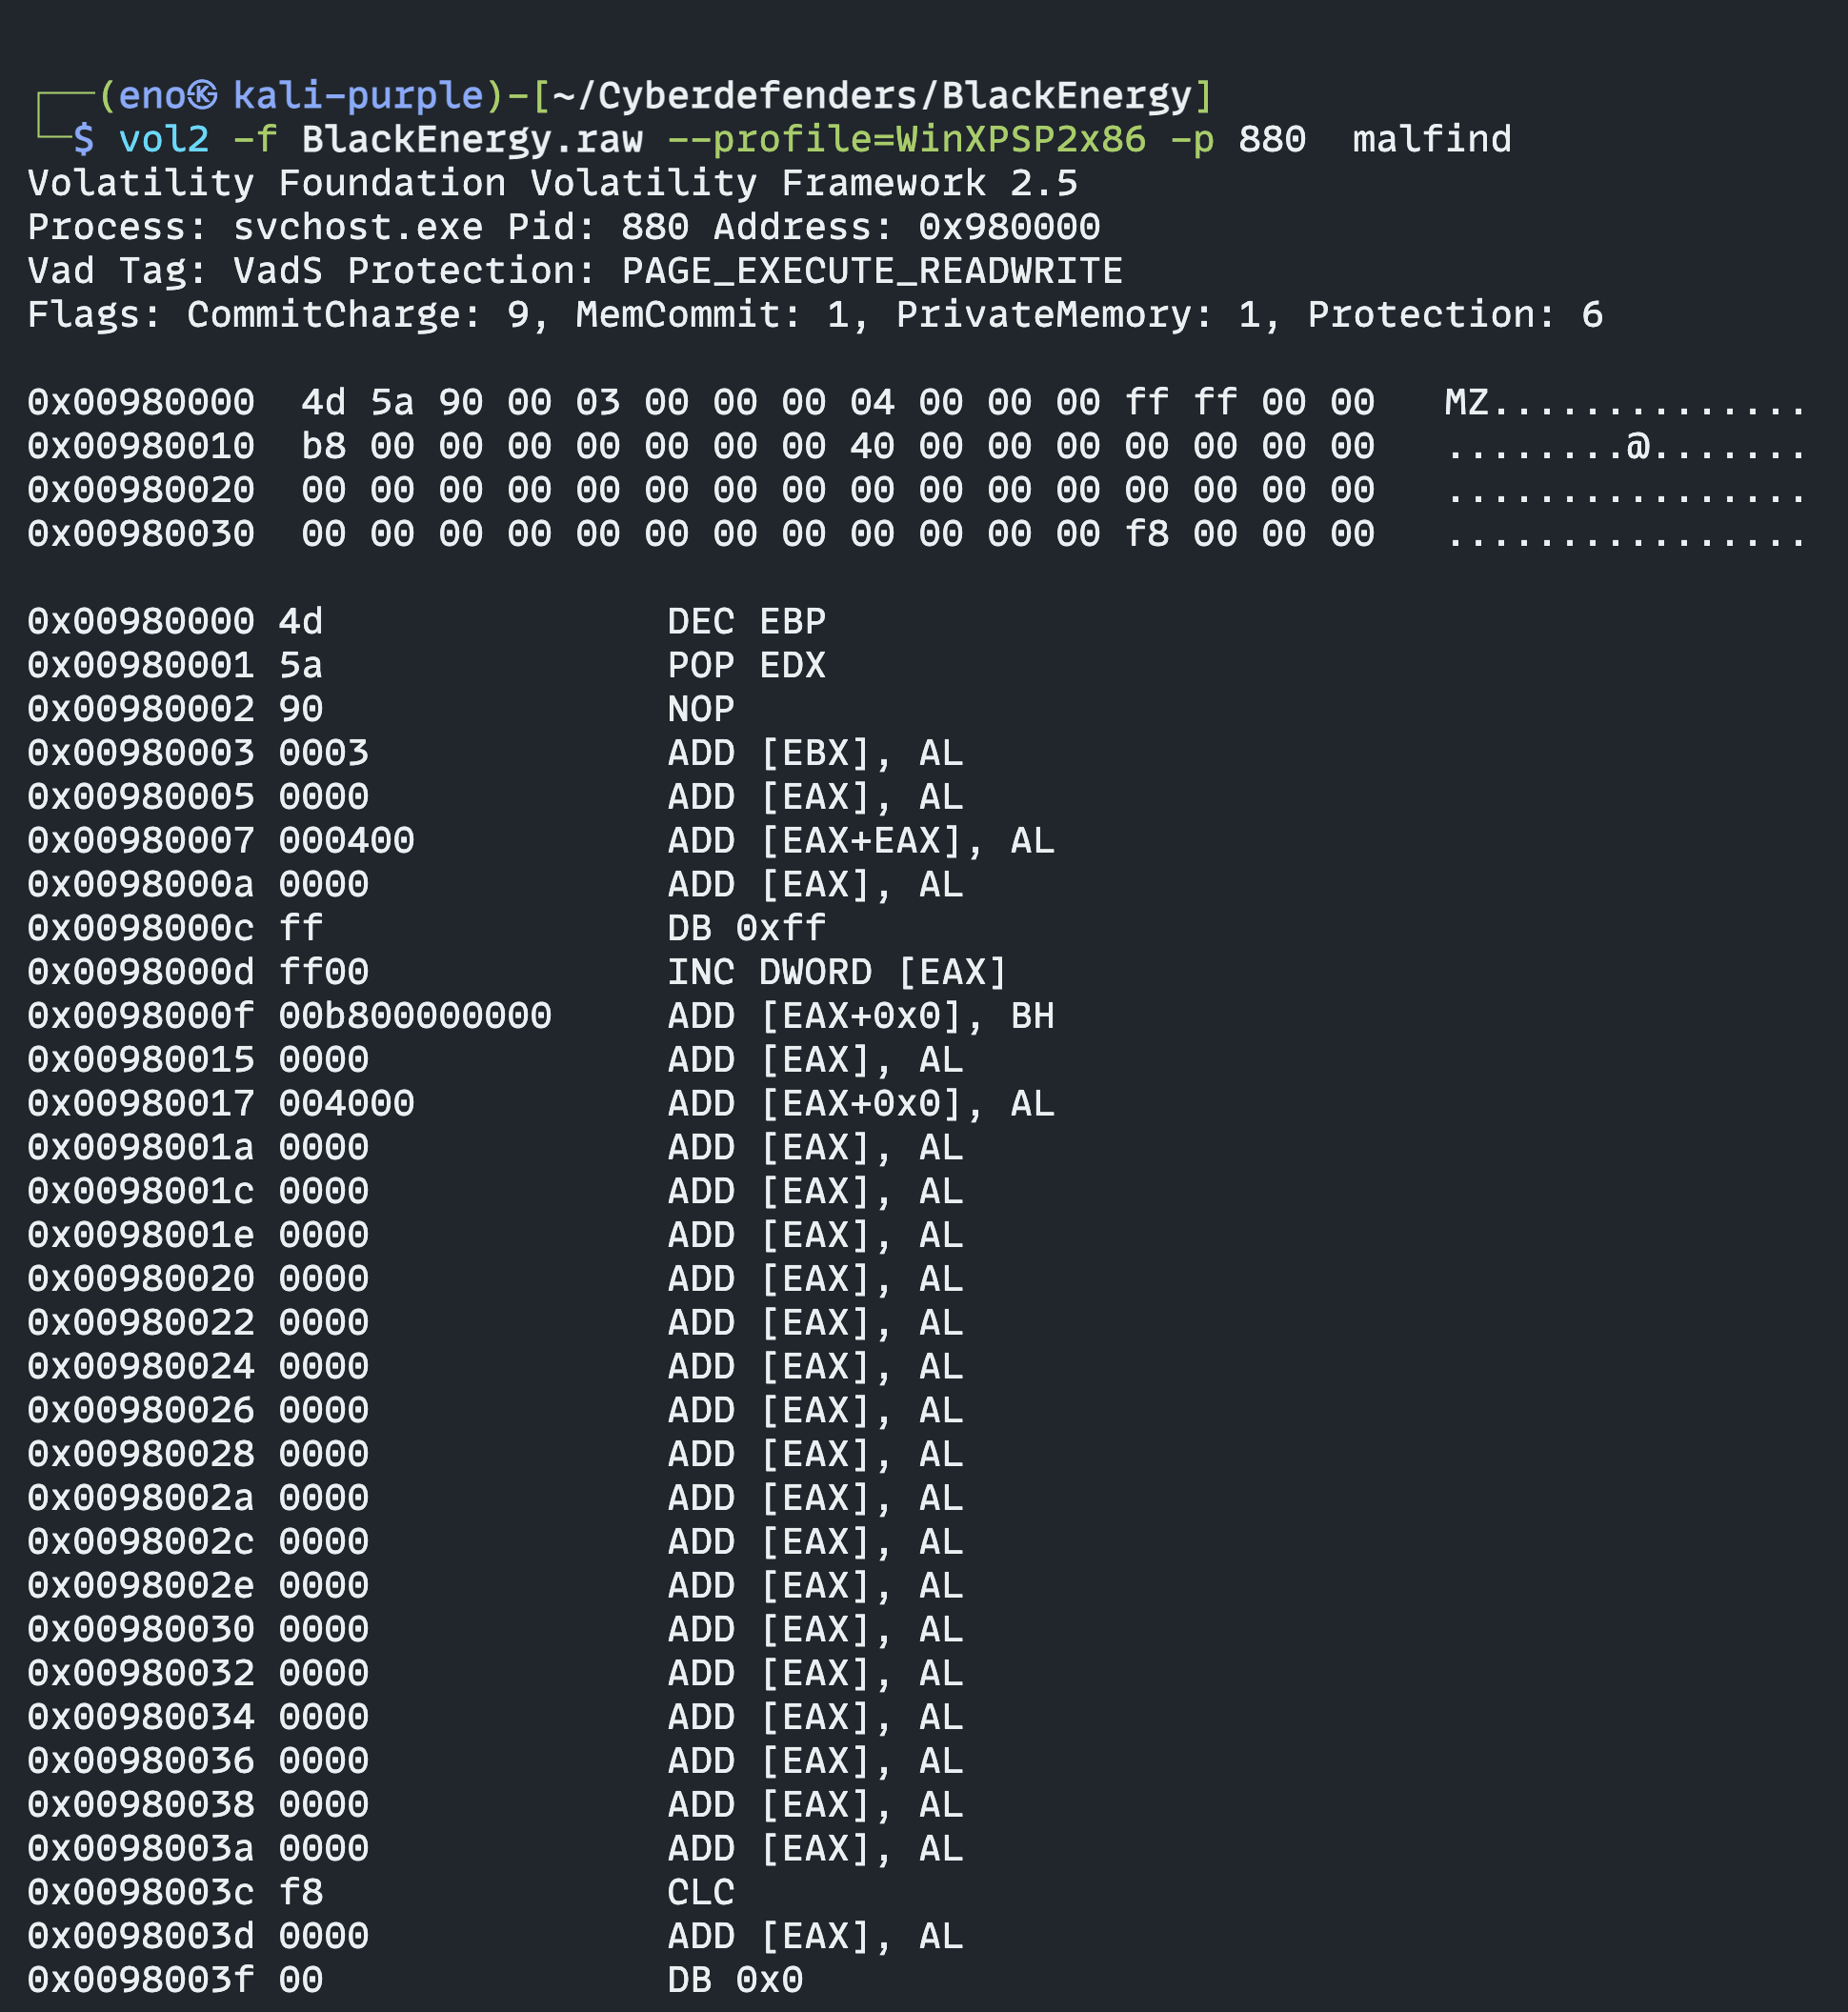 ┌──(eno㉿kali-purple)-[~/Cyberdefenders/BlackEnergy]
└─$ vol2 -f BlackEnergy.raw --profile=WinXPSP2x86 -p 880  malfind
Volatility Foundation Volatility Framework 2.5
Process: svchost.exe Pid: 880 Address: 0x980000
Vad Tag: VadS Protection: PAGE_EXECUTE_READWRITE
Flags: CommitCharge: 9, MemCommit: 1, PrivateMemory: 1, Protection: 6

0x00980000  4d 5a 90 00 03 00 00 00 04 00 00 00 ff ff 00 00   MZ..............
0x00980010  b8 00 00 00 00 00 00 00 40 00 00 00 00 00 00 00   ........@.......
0x00980020  00 00 00 00 00 00 00 00 00 00 00 00 00 00 00 00   ................
0x00980030  00 00 00 00 00 00 00 00 00 00 00 00 f8 00 00 00   ................

0x00980000 4d               DEC EBP
0x00980001 5a               POP EDX
0x00980002 90               NOP
0x00980003 0003             ADD [EBX], AL
0x00980005 0000             ADD [EAX], AL
0x00980007 000400           ADD [EAX+EAX], AL
0x0098000a 0000             ADD [EAX], AL
0x0098000c ff               DB 0xff
0x0098000d ff00             INC DWORD [EAX]
0x0098000f 00b800000000     ADD [EAX+0x0], BH
0x00980015 0000             ADD [EAX], AL
0x00980017 004000           ADD [EAX+0x0], AL
0x0098001a 0000             ADD [EAX], AL
0x0098001c 0000             ADD [EAX], AL
0x0098001e 0000             ADD [EAX], AL
0x00980020 0000             ADD [EAX], AL
0x00980022 0000             ADD [EAX], AL
0x00980024 0000             ADD [EAX], AL
0x00980026 0000             ADD [EAX], AL
0x00980028 0000             ADD [EAX], AL
0x0098002a 0000             ADD [EAX], AL
0x0098002c 0000             ADD [EAX], AL
0x0098002e 0000             ADD [EAX], AL
0x00980030 0000             ADD [EAX], AL
0x00980032 0000             ADD [EAX], AL
0x00980034 0000             ADD [EAX], AL
0x00980036 0000             ADD [EAX], AL
0x00980038 0000             ADD [EAX], AL
0x0098003a 0000             ADD [EAX], AL
0x0098003c f8               CLC
0x0098003d 0000             ADD [EAX], AL
0x0098003f 00               DB 0x0